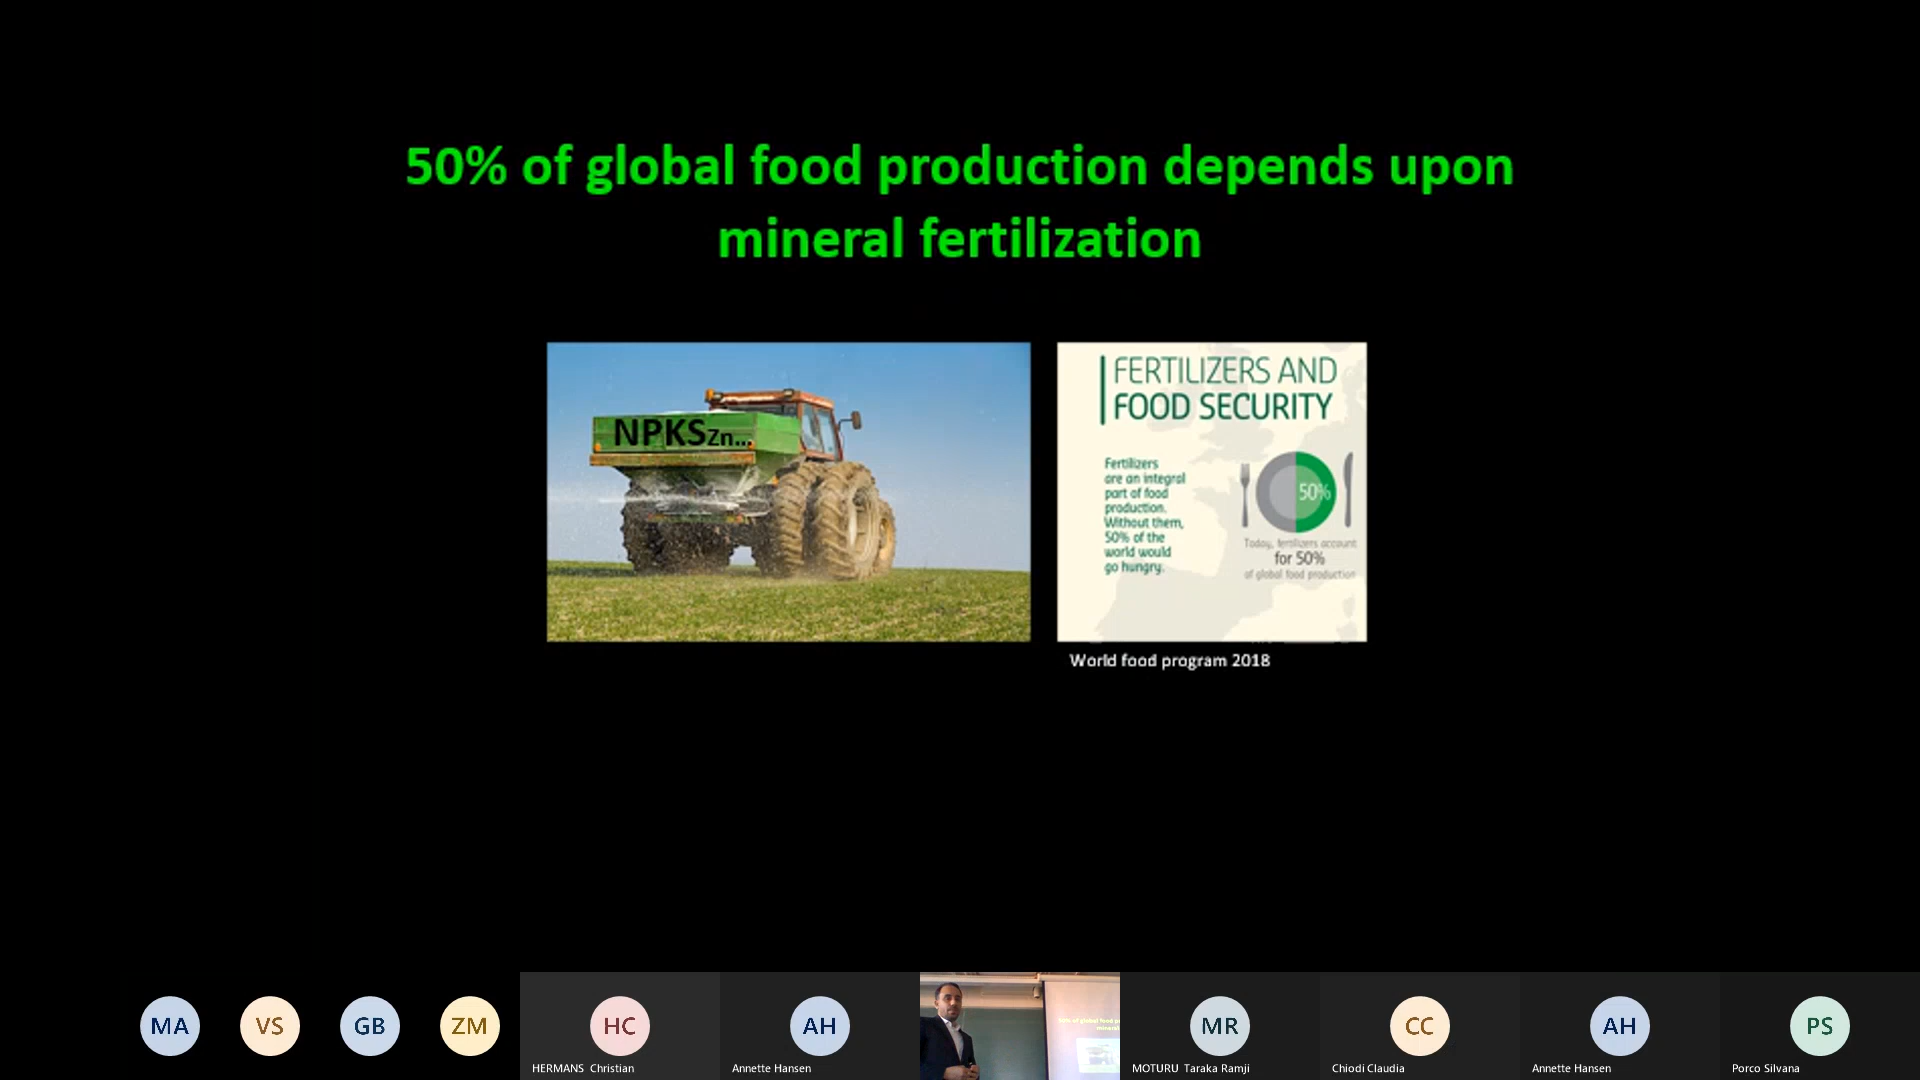 50% of global food production depends upon
mineral fertilization
NPKSZn...
FERTILIZERS AND
FOOD SECURITY
Fertilizers
are an integral
part of food
production.
Without them,
50% of the
world would
go hungry.
50%
Today, fertilizers account
for 50%
of global food production
World food program 2018
MA
VS
GB
ZM
HC
HERMANS Christian
AH
Annette Hansen
MR
MOTURU Taraka Ramji
CC
Chiodi Claudia
AH
Annette Hansen
PS
Porco Silvana